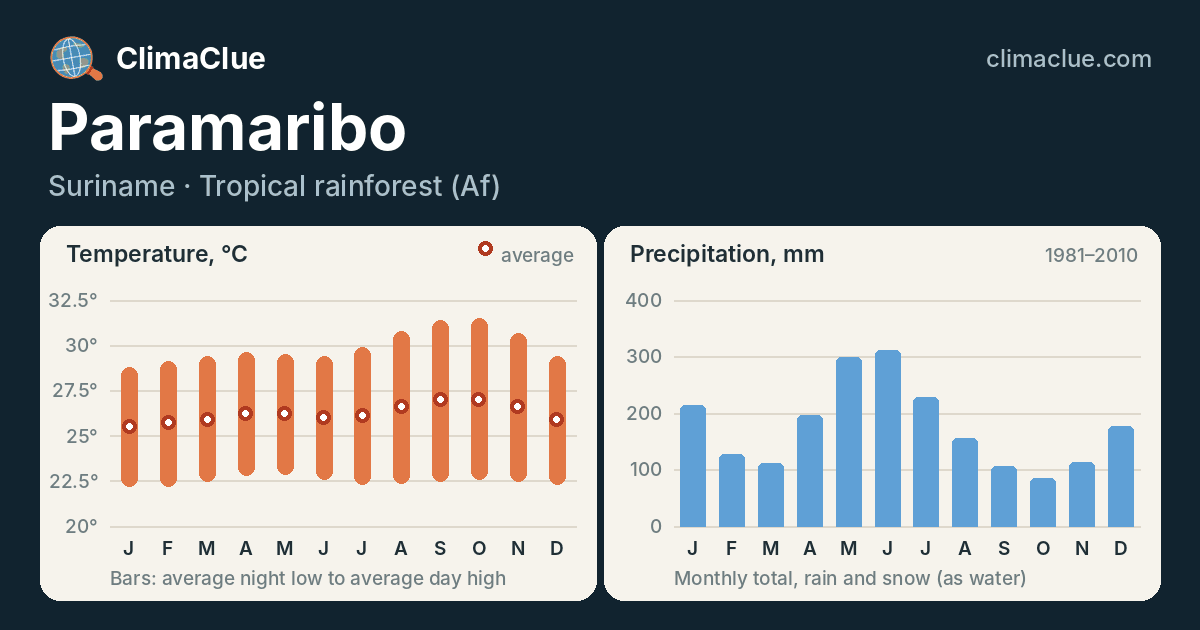 ClimaClue
climaclue.com
Paramaribo
Suriname · Tropical rainforest (Af)
Temperature, °C
average
32.5°
30°
27.5°
25°
22.5°
20°
J F M A M J J A S O N D
Bars: average night low to average day high
Precipitation, mm
1981–2010
400
300
200
100
0
J F M A M J J A S O N D
Monthly total, rain and snow (as water)